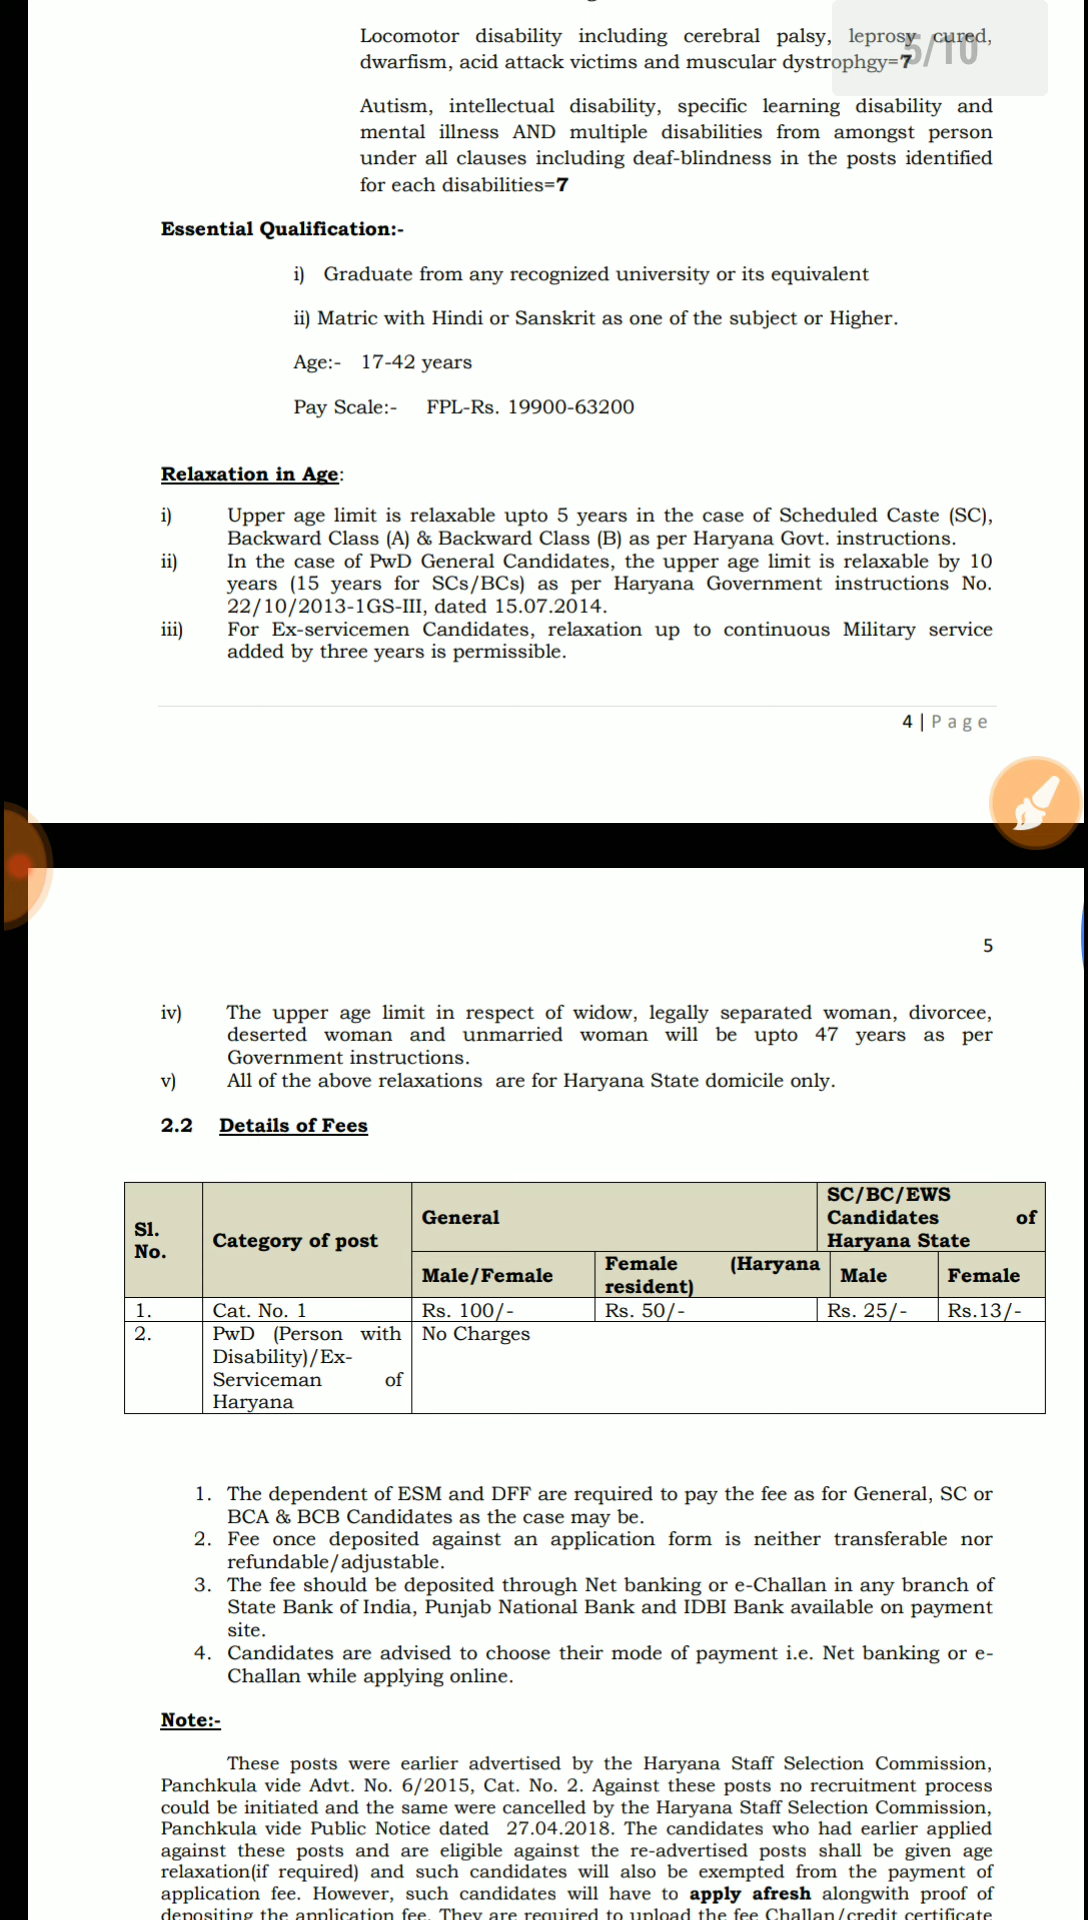 Locomotor disability including cerebral palsy, leprosy cured,
5/10
dwarfism, acid attack victims and muscular dystrophgy=7
Autism, intellectual disability, specific learning disability and
mental illness AND multiple disabilities from amongst person
under all clauses including deaf-blindness in the posts identified
for each disabilities=7
Essential Qualification:-
i) Graduate from any recognized university or its equivalent
ii) Matric with Hindi or Sanskrit as one of the subject or Higher.
Age:- 17-42 years
Pay Scale:- FPL-Rs. 19900-63200
Relaxation in Age:
i) Upper age limit is relaxable upto 5 years in the case of Scheduled Caste (SC),
Backward Class (A) & Backward Class (B) as per Haryana Govt. instructions.
ii) In the case of PwD General Candidates, the upper age limit is relaxable by 10
years (15 years for SCs/BCs) as per Haryana Government instructions No.
22/10/2013-1GS-III, dated 15.07.2014.
iii) For Ex-servicemen Candidates, relaxation up to continuous Military service
added by three years is permissible.
4 | Page
5
iv) The upper age limit in respect of widow, legally separated woman, divorcee,
deserted woman and unmarried woman will be upto 47 years as per
Government instructions.
v) All of the above relaxations are for Haryana State domicile only.
2.2 Details of Fees
Sl.
No.
Category of post
General
SC/BC/EWS
Candidates of
Haryana State
Male/Female
Female (Haryana
resident)
Male
Female
1. Cat. No. 1 Rs. 100/- Rs. 50/- Rs. 25/- Rs.13/-
2. PwD (Person with No Charges
Disability)/Ex-
Serviceman of
Haryana
1. The dependent of ESM and DFF are required to pay the fee as for General, SC or
BCA & BCB Candidates as the case may be.
2. Fee once deposited against an application form is neither transferable nor
refundable/adjustable.
3. The fee should be deposited through Net banking or e-Challan in any branch of
State Bank of India, Punjab National Bank and IDBI Bank available on payment
site.
4. Candidates are advised to choose their mode of payment i.e. Net banking or e-
Challan while applying online.
Note:-
These posts were earlier advertised by the Haryana Staff Selection Commission,
Panchkula vide Advt. No. 6/2015, Cat. No. 2. Against these posts no recruitment process
could be initiated and the same were cancelled by the Haryana Staff Selection Commission,
Panchkula vide Public Notice dated 27.04.2018. The candidates who had earlier applied
against these posts and are eligible against the re-advertised posts shall be given age
relaxation(if required) and such candidates will also be exempted from the payment of
application fee. However, such candidates will have to apply afresh alongwith proof of
depositing the application fee. They are required to upload the fee Challan/credit certificate